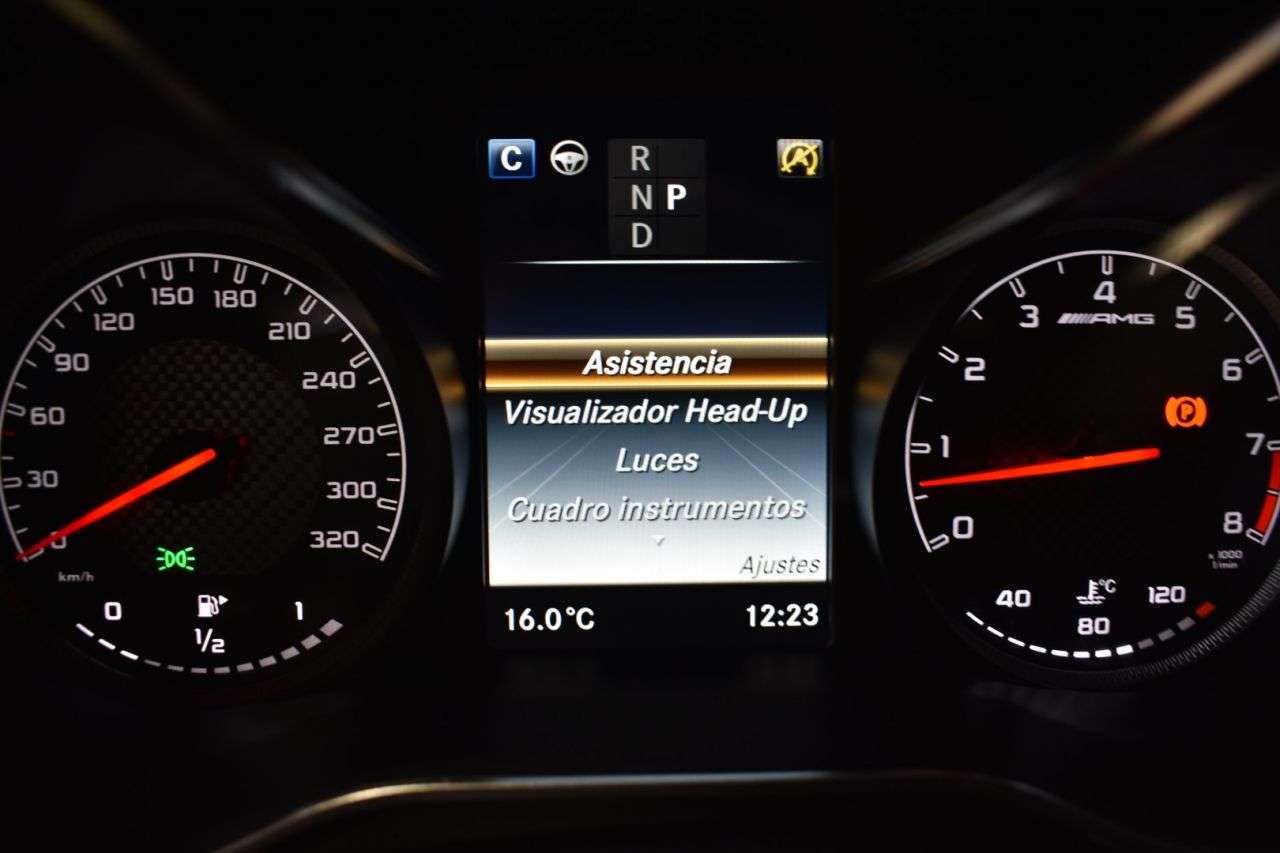 C
R
N P
D
A
Asistencia
Visualizador Head-Up
Luces
Cuadro instrumentos
Ajustes
16.0°C
12:23
0
30
60
90
120
150
180
210
240
270
300
320
km/h
0
1/2
1
0
1
2
3
4
5
6
7
8
AMG
P
x 1000
1/min
40
80
120
°C